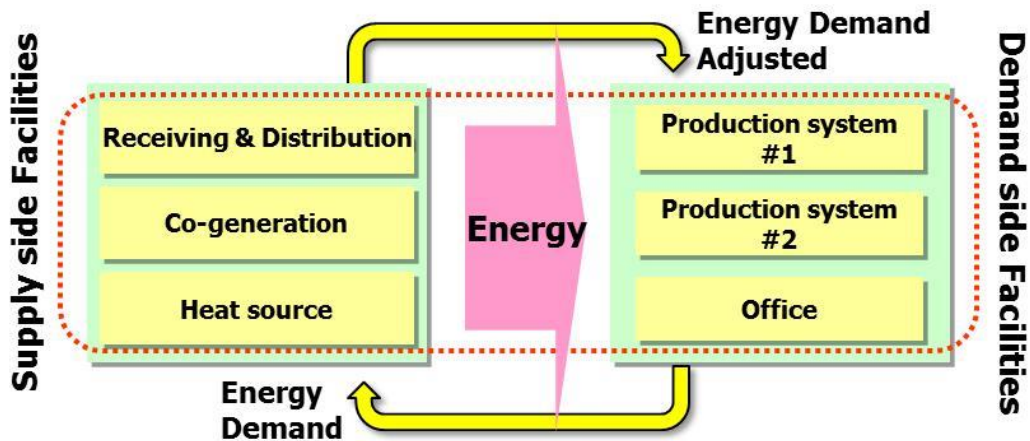 Energy Demand
Adjusted
Supply side Facilities
Receiving & Distribution
Co-generation
Heat source
Energy
Production system
#1
Production system
#2
Office
Demand side Facilities
Energy
Demand